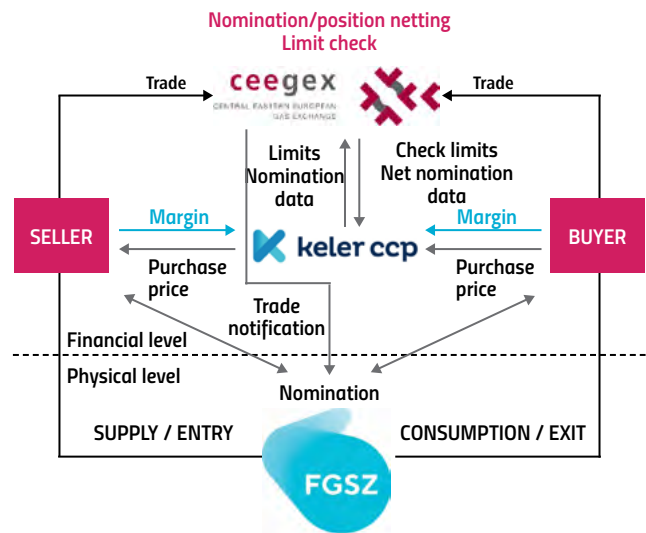 Nomination/position netting
Limit check
Trade
ceegex
CENTRAL EASTERN EUROPEAN
GAS EXCHANGE
Trade
Limits
Nomination
data
Check limits
Net nomination
data
SELLER
Margin
keler ccp
Margin
BUYER
Purchase
price
Purchase
price
Trade
notification
Financial level
Physical level
Nomination
SUPPLY / ENTRY
CONSUMPTION / EXIT
FGSZ